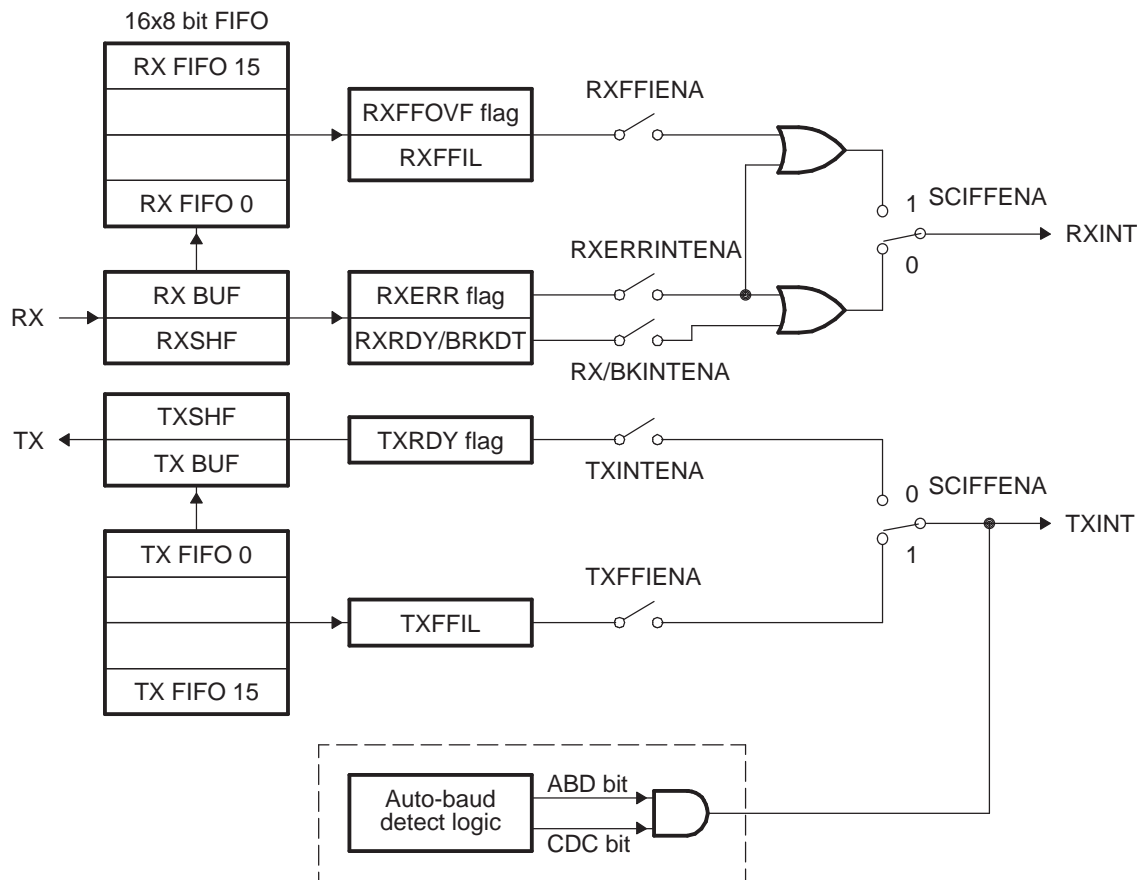 16x8 bit FIFO
RX FIFO 15
RX FIFO 0
RXFFOVF flag
RXFFIL
RXFFIENA
1
SCIFFENA
0
RXINT
RX
RX BUF
RXSHF
RXERR flag
RXRDY/BRKDT
RXERRINTENA
RX/BKINTENA
TX
TXSHF
TX BUF
TXRDY flag
TXINTENA
0
SCIFFENA
1
TXINT
TX FIFO 0
TX FIFO 15
TXFFIL
TXFFIENA
Auto-baud
detect logic
ABD bit
CDC bit